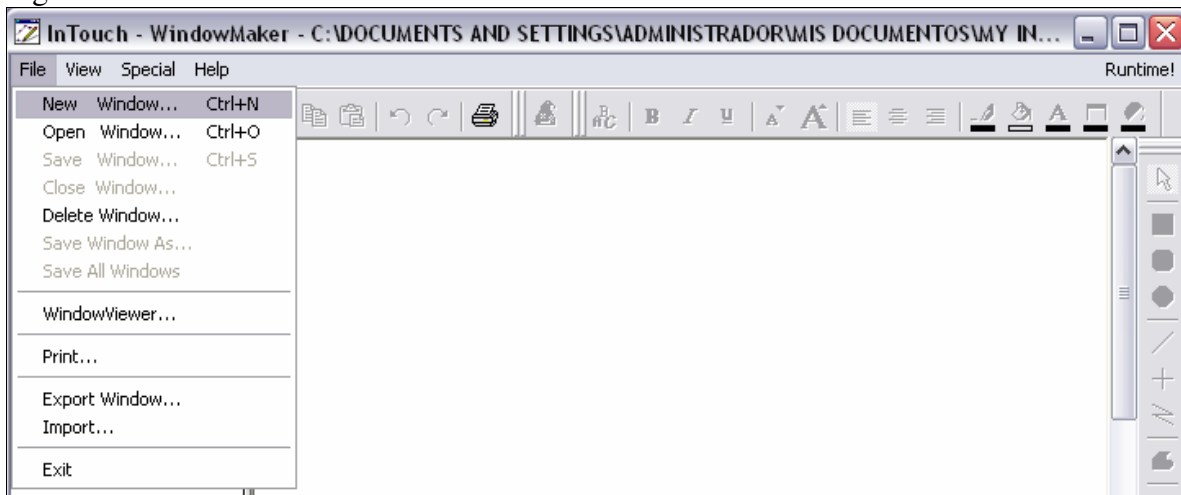 InTouch - WindowMaker - C:\DOCUMENTS AND SETTINGS\ADMINISTRADOR\MIS DOCUMENTOS\MY IN...
File View Special Help Runtime!
New Window... Ctrl+N
Open Window... Ctrl+O
Save Window... Ctrl+S
Close Window...
Delete Window...
Save Window As...
Save All Windows
WindowViewer...
Print...
Export Window...
Import...
Exit